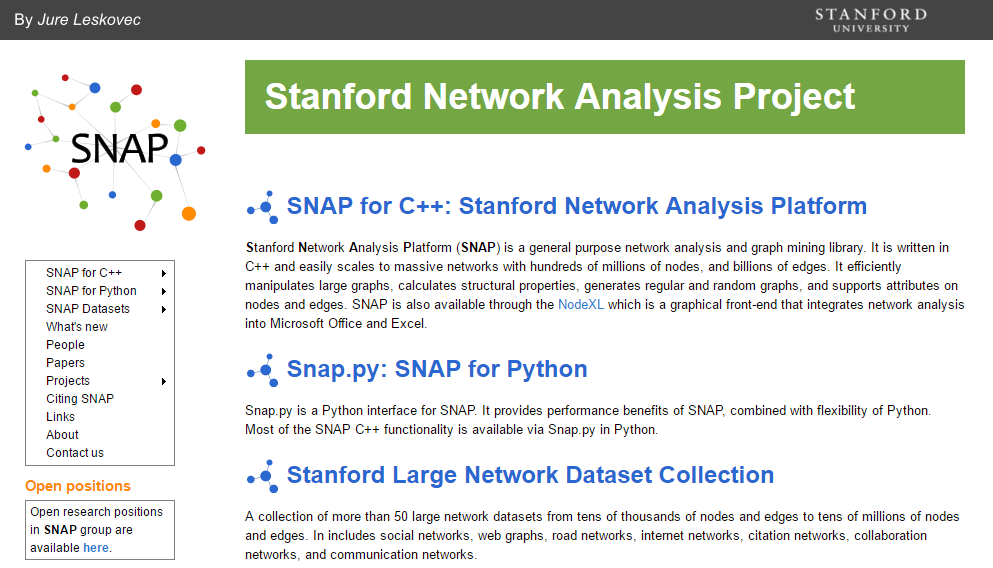 By Jure Leskovec
STANFORD
UNIVERSITY
SNAP
Stanford Network Analysis Project
SNAP for C++
SNAP for Python
SNAP Datasets
What's new
People
Papers
Projects
Citing SNAP
Links
About
Contact us
Open positions
Open research positions
in SNAP group are
available here.
SNAP for C++: Stanford Network Analysis Platform
Stanford Network Analysis Platform (SNAP) is a general purpose network analysis and graph mining library. It is written in
C++ and easily scales to massive networks with hundreds of millions of nodes, and billions of edges. It efficiently
manipulates large graphs, calculates structural properties, generates regular and random graphs, and supports attributes on
nodes and edges. SNAP is also available through the NodeXL which is a graphical front-end that integrates network analysis
into Microsoft Office and Excel.
Snap.py: SNAP for Python
Snap.py is a Python interface for SNAP. It provides performance benefits of SNAP, combined with flexibility of Python.
Most of the SNAP C++ functionality is available via Snap.py in Python.
Stanford Large Network Dataset Collection
A collection of more than 50 large network datasets from tens of thousands of nodes and edges to tens of millions of nodes
and edges. In includes social networks, web graphs, road networks, internet networks, citation networks, collaboration
networks, and communication networks.